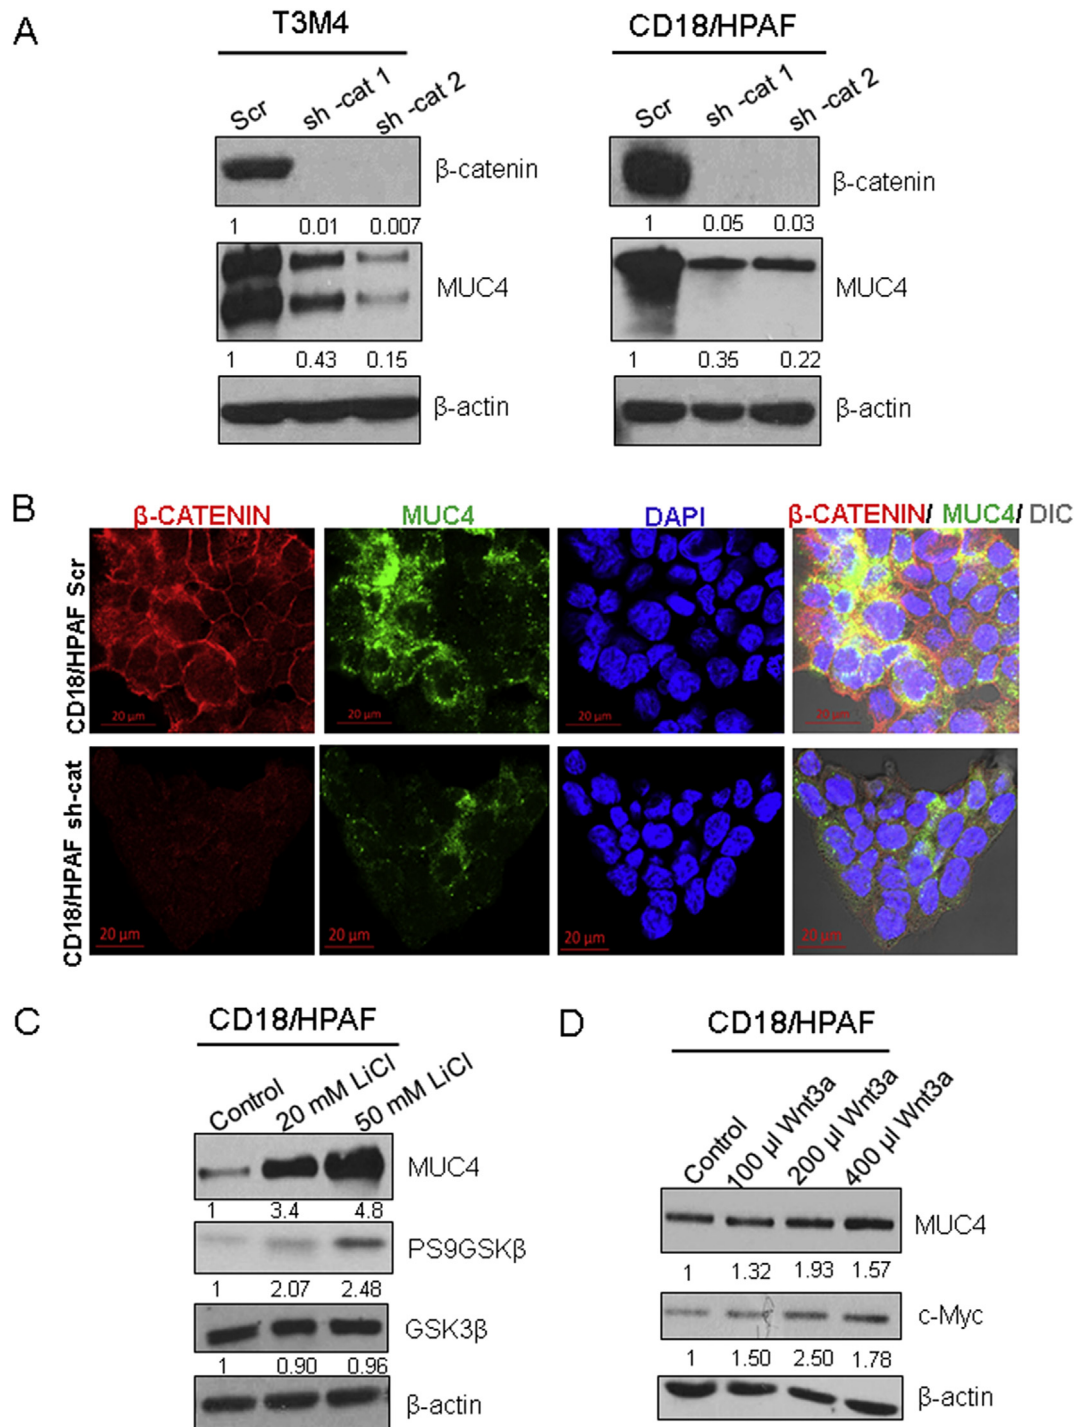 A
T3M4
CD18/HPAF
Scr
sh -cat 1
sh -cat 2
Scr
sh -cat 1
sh -cat 2
β-catenin
β-catenin
1 0.01 0.007
1 0.05 0.03
MUC4
MUC4
1 0.43 0.15
1 0.35 0.22
β-actin
β-actin
B
β-CATENIN
MUC4
DAPI
β-CATENIN/ MUC4/ DIC
CD18/HPAF Scr
20 µm
20 µm
20 µm
20 µm
CD18/HPAF sh-cat
20 µm
20 µm
20 µm
20 µm
C
CD18/HPAF
Control
20 mM LiCl
50 mM LiCl
MUC4
1 3.4 4.8
PS9GSKβ
1 2.07 2.48
GSK3β
1 0.90 0.96
β-actin
D
CD18/HPAF
Control
100 µl Wnt3a
200 µl Wnt3a
400 µl Wnt3a
MUC4
1 1.32 1.93 1.57
c-Myc
1 1.50 2.50 1.78
β-actin